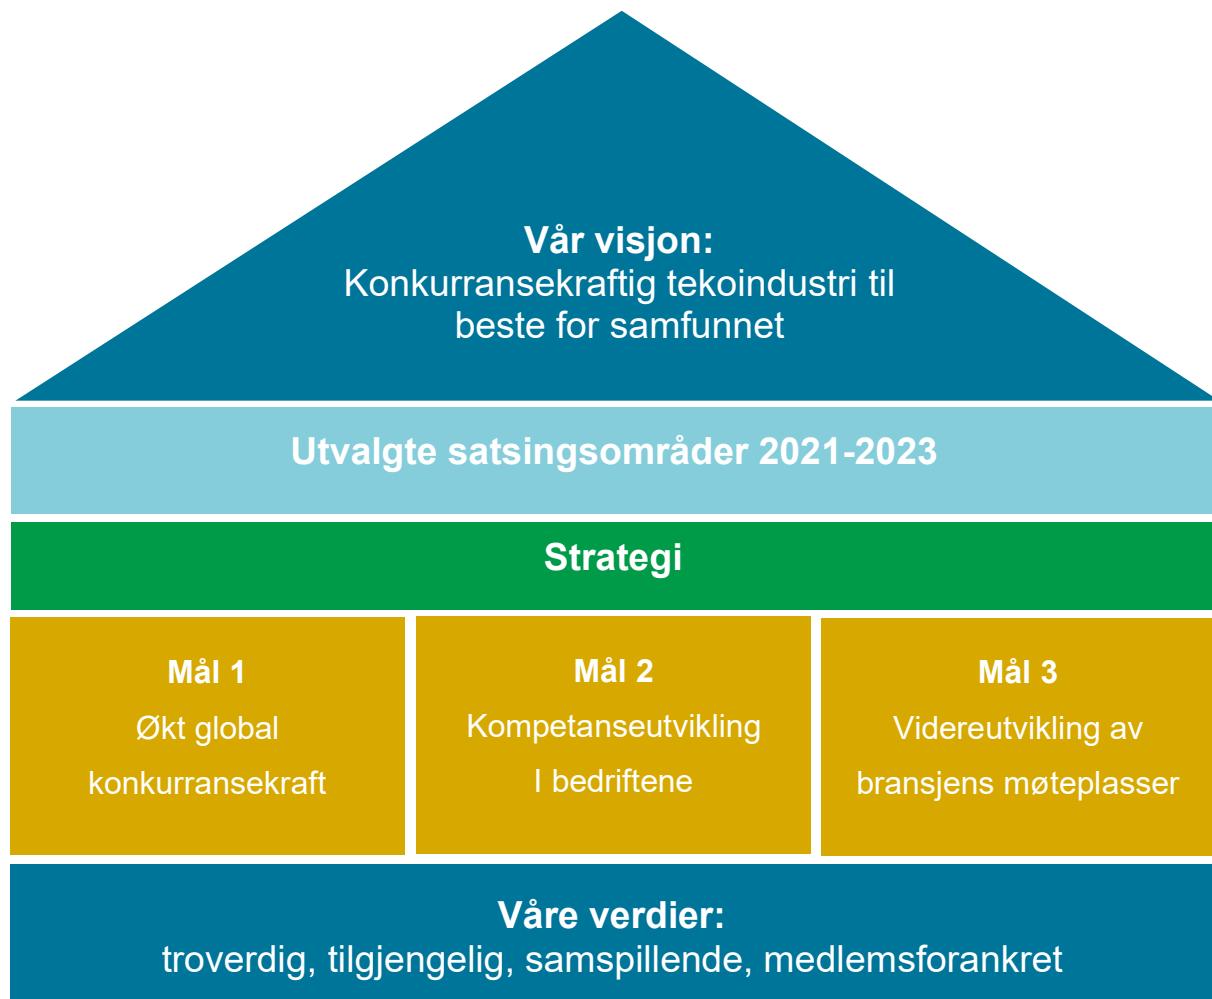 Vår visjon:
Konkurransekraftig tekoindustri til
beste for samfunnet
Utvalgte satsingsområder 2021-2023
Strategi
Mål 1
Økt global
konkurransekraft
Mål 2
Kompetanseutvikling
I bedriftene
Mål 3
Videreutvikling av
bransjens møteplasser
Våre verdier:
troverdig, tilgjengelig, samspillende, medlemsforankret